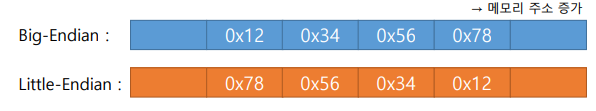 → 메모리 주소 증가
Big-Endian : 0x12 0x34 0x56 0x78
Little-Endian : 0x78 0x56 0x34 0x12